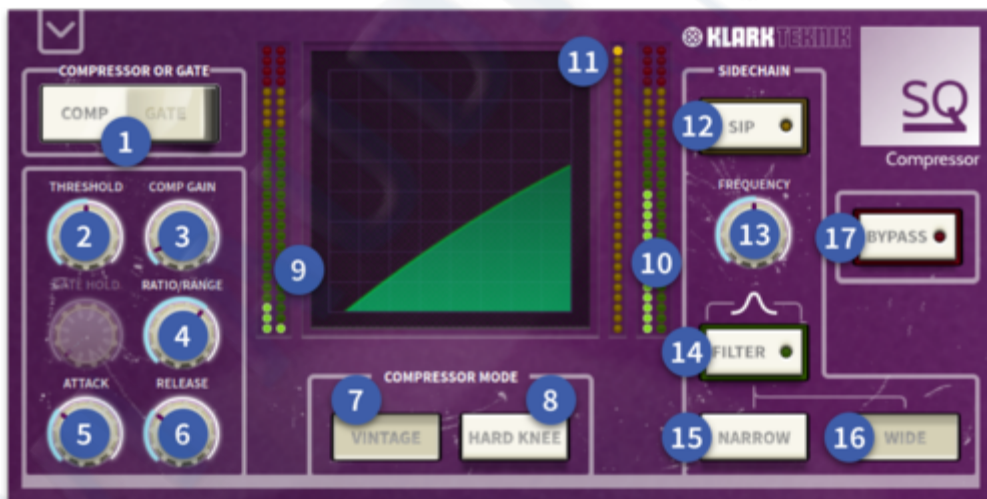 KLARK TEKNIK
COMPRESSOR OR GATE
COMP GATE
1
THRESHOLD COMP GAIN
2 3
GATE HOLD RATIO/RANGE
4
ATTACK RELEASE
5 6
9
11
10
COMPRESSOR MODE
7 8
VINTAGE HARD KNEE
SIDECHAIN
12 SIP
FREQUENCY
13
14 FILTER
15 NARROW 16 WIDE
SQ
Compressor
17 BYPASS